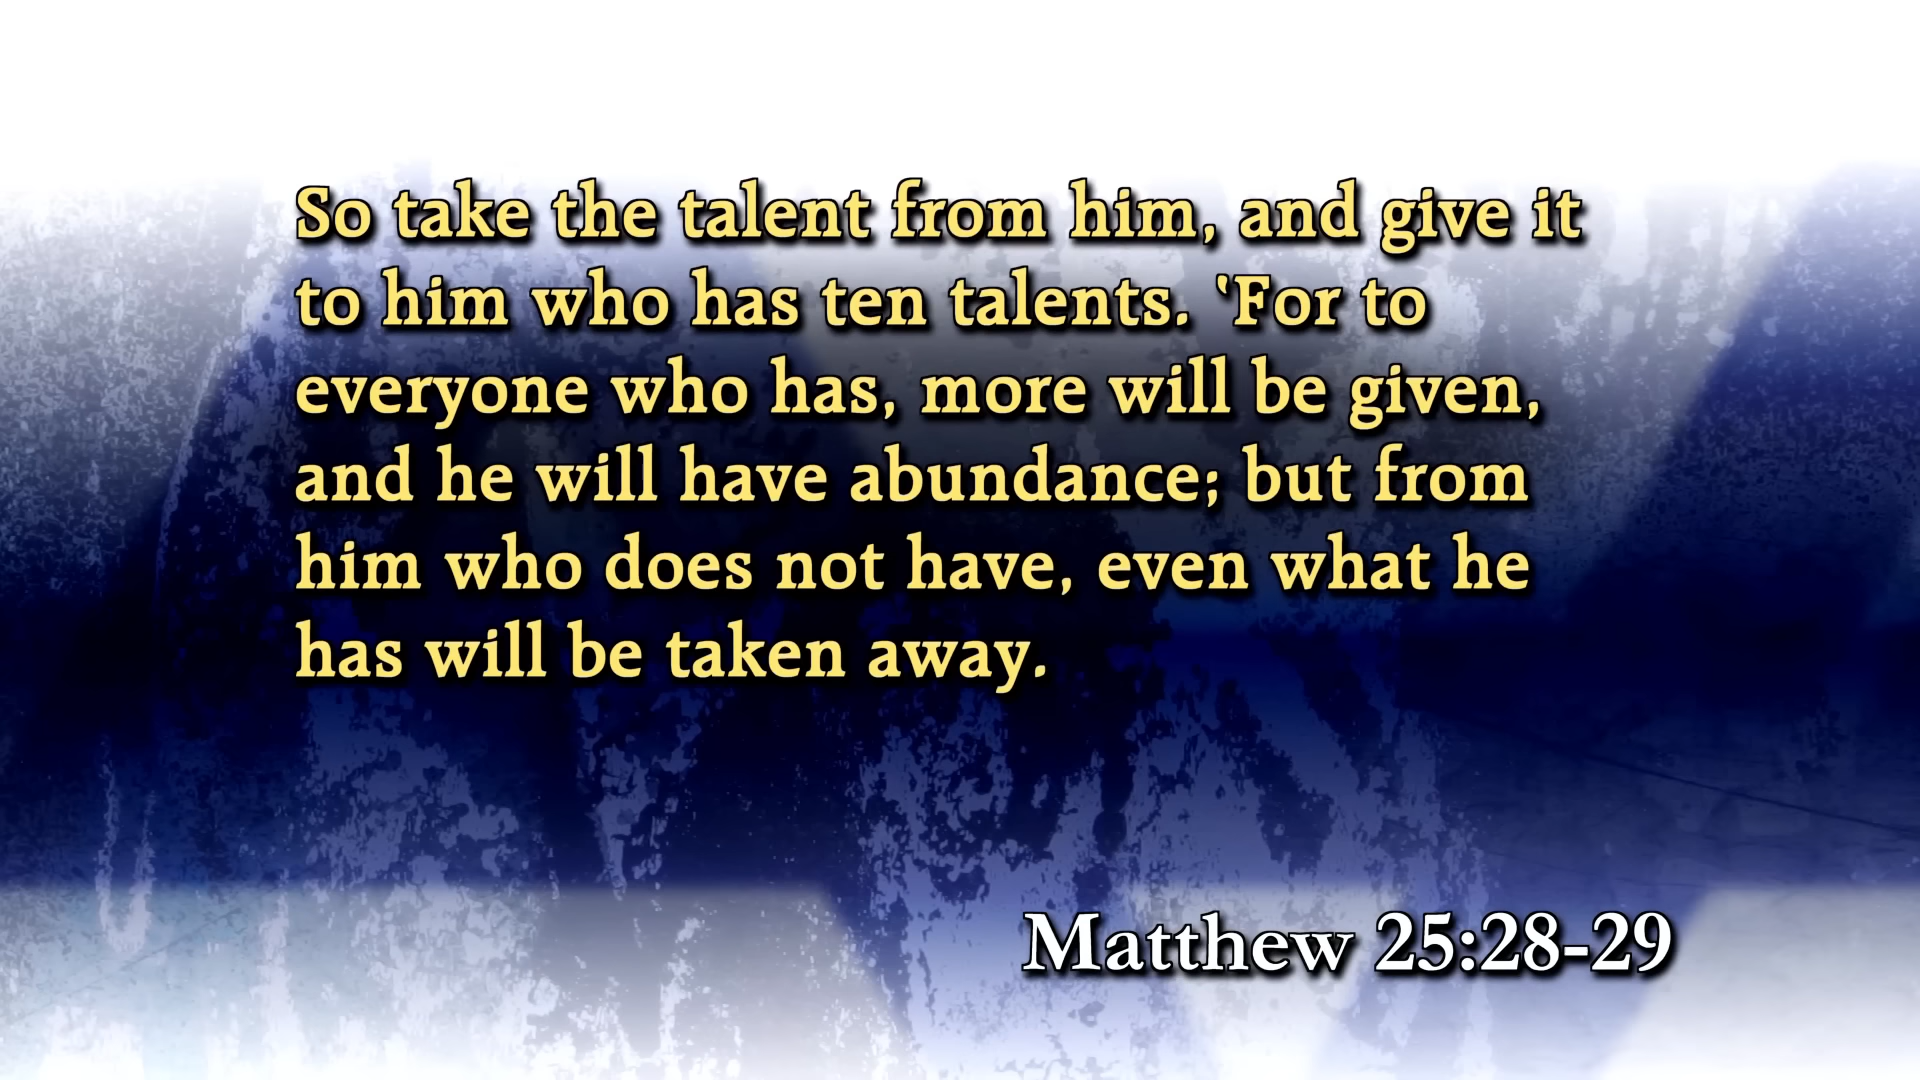 So take the talent from him, and give it
to him who has ten talents. ‘For to
everyone who has, more will be given,
and he will have abundance; but from
him who does not have, even what he
has will be taken away.
Matthew 25:28-29